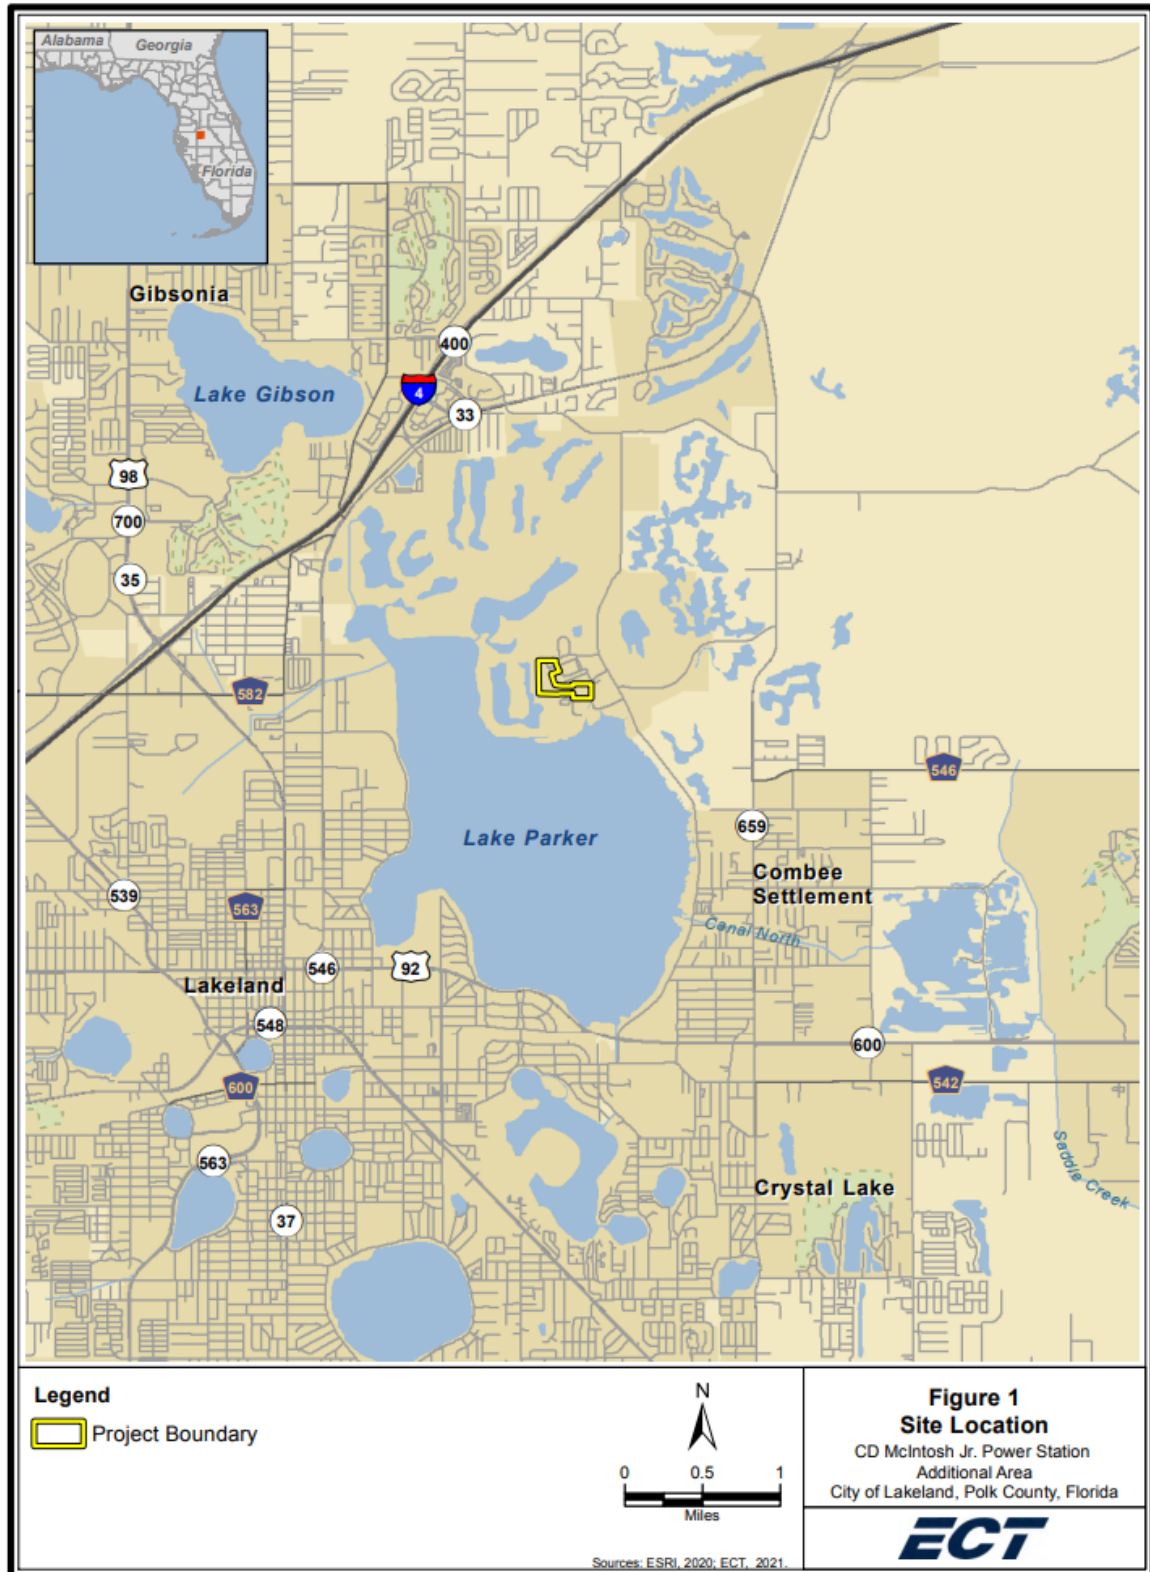 Alabama
Georgia
Florida
Gibsonia
Lake Gibson
400
4
33
98
700
35
582
546
Lake Parker
659
Combee
Settlement
539
563
Canal North
Lakeland
546
92
548
600
600
542
Saddle Creek
563
Crystal Lake
37
Legend
Project Boundary
N
0 0.5 1
Miles
Sources: ESRI, 2020; ECT, 2021.
Figure 1
Site Location
CD McIntosh Jr. Power Station
Additional Area
City of Lakeland, Polk County, Florida
ECT